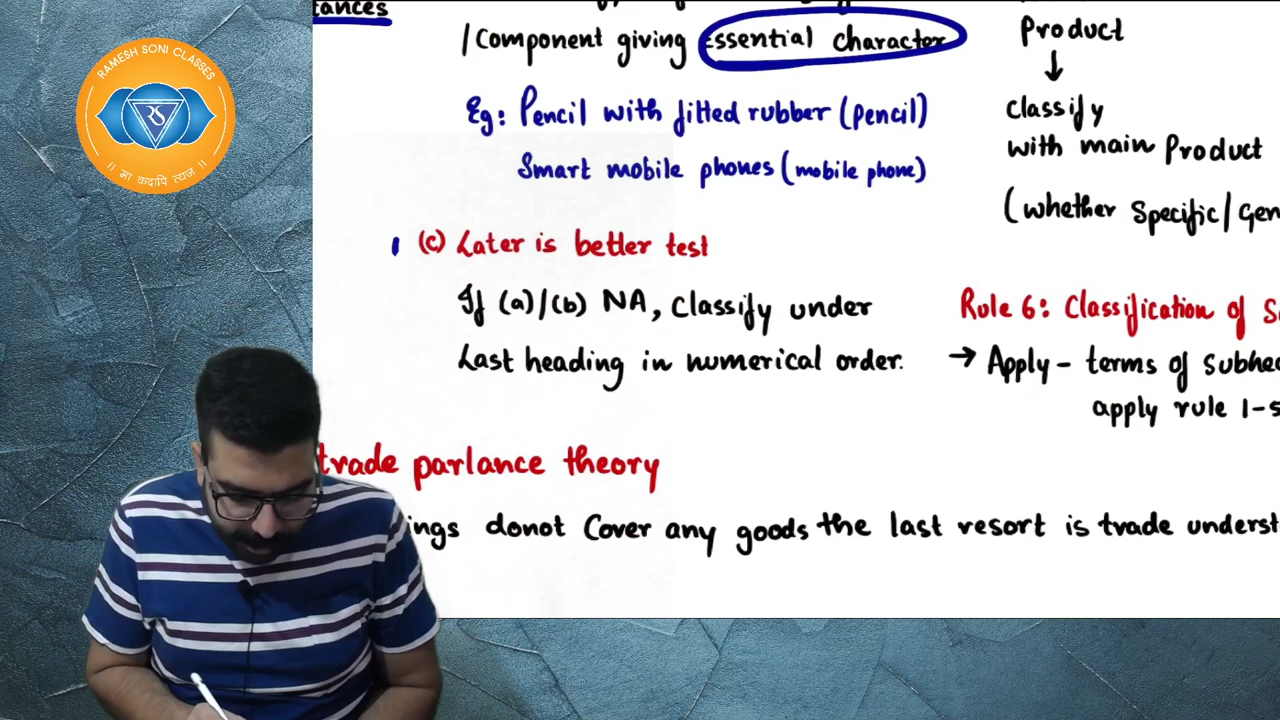 RAMESH SONI CLASSES
|| मा कदापि त्यज ||
tances
/Component giving Essential character
Eg: Pencil with fitted rubber (Pencil)
Smart mobile phones (mobile phone)
(c) Later is better test
If (a)/(b) NA, Classify under
Last heading in numerical order.
trade parlance theory
ings donot Cover any goods the last resort is trade underst
Product
↓
Classify
with main Product
(whether Specific/Gen
Rule 6: Classification of S
→ Apply - terms of Subhea
apply rule 1-5